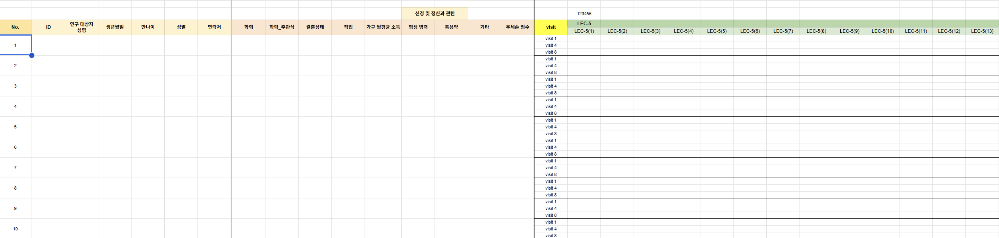 신경 및 정신과 관련
123456
No. ID 연구 대상자 성명 생년월일 만나이 성별 연락처 학력 학력_주관식 결혼상태 직업 가구 월평균 소득 평생 병력 복용약 기타 우세손 점수 visit LEC-5
LEC-5(1) LEC-5(2) LEC-5(3) LEC-5(4) LEC-5(5) LEC-5(6) LEC-5(7) LEC-5(8) LEC-5(9) LEC-5(10) LEC-5(11) LEC-5(12) LEC-5(13)
visit 1
1 visit 4
visit 8
visit 1
2 visit 4
visit 8
visit 1
3 visit 4
visit 8
visit 1
4 visit 4
visit 8
visit 1
5 visit 4
visit 8
visit 1
6 visit 4
visit 8
visit 1
7 visit 4
visit 8
visit 1
8 visit 4
visit 8
visit 1
9 visit 4
visit 8
visit 1
10 visit 4
visit 8